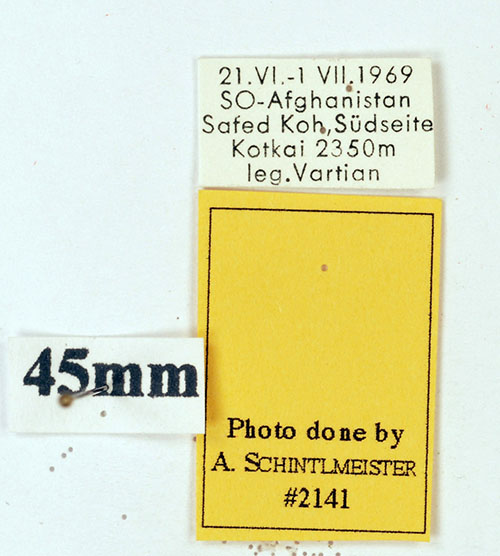 21.VI.-1 VII.1969
SO-Afghanistan
Safed Koh,Südseite
Kotkai 2350m
leg.Vartian
45mm
Photo done by
A. SCHINTLMEISTER
#2141